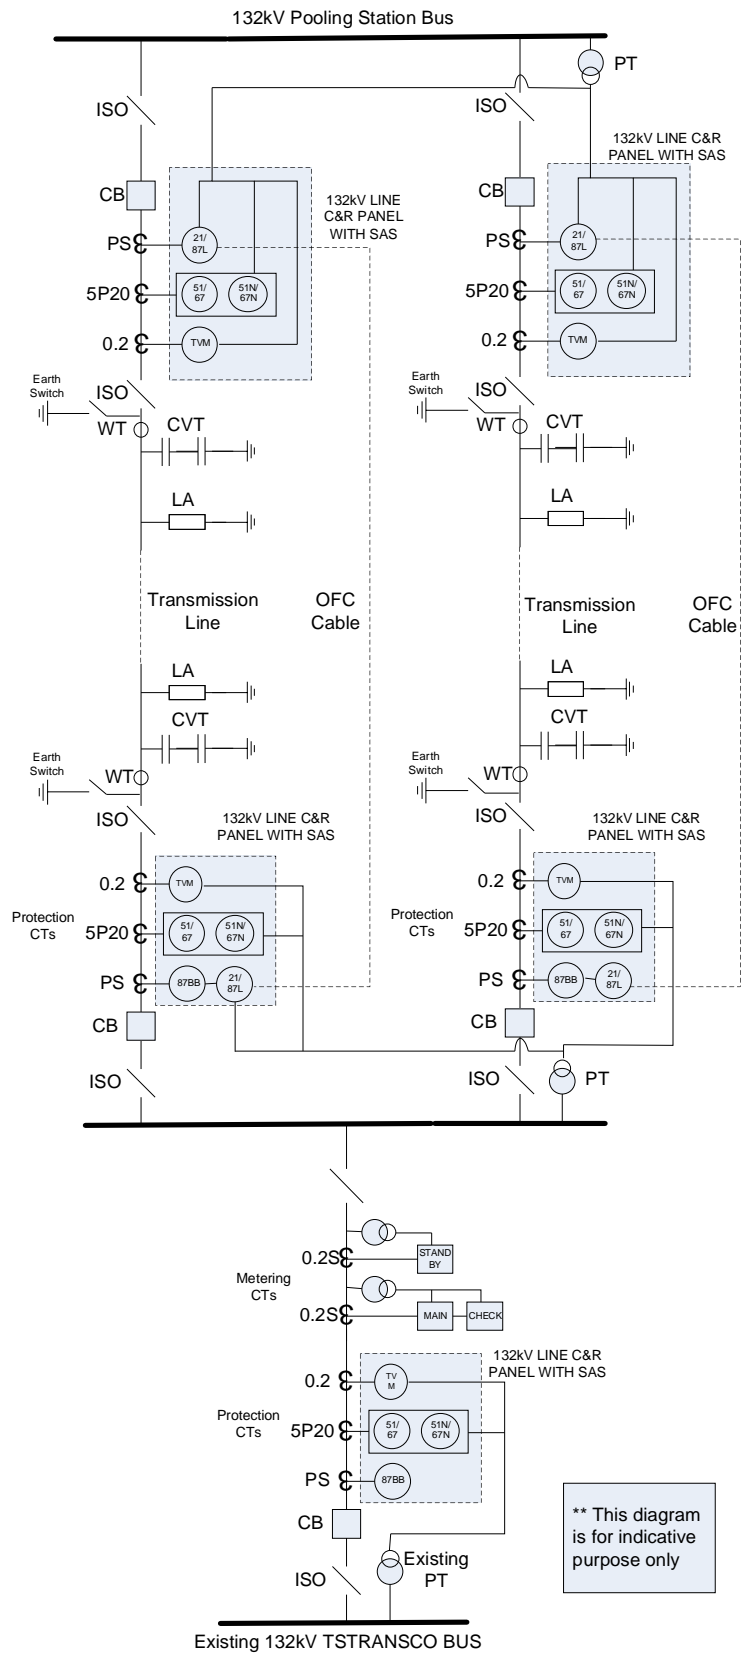 132kV Pooling Station Bus
PT
ISO
ISO
132kV LINE C&R
PANEL WITH SAS
CB
132kV LINE
C&R PANEL
WITH SAS
CB
PS
21/
87L
PS
21/
87L
5P20
51/
67
51N/
67N
5P20
51/
67
51N/
67N
0.2
TVM
0.2
TVM
Earth
Switch
ISO
Earth
Switch
ISO
WT
CVT
WT
CVT
LA
LA
Transmission
Line
OFC
Cable
Transmission
Line
OFC
Cable
LA
LA
CVT
CVT
Earth
Switch
WT
Earth
Switch
WT
ISO
132kV LINE C&R
PANEL WITH SAS
ISO
132kV LINE C&R
PANEL WITH SAS
0.2
TVM
0.2
TVM
Protection
CTs
5P20
51/
67
51N/
67N
Protection
CTs
5P20
51/
67
51N/
67N
PS
87BB
21/
87L
PS
87BB
21/
87L
CB
CB
ISO
ISO
PT
0.2S
STAND
BY
Metering
CTs
0.2S
MAIN
CHECK
132kV LINE C&R
PANEL WITH SAS
0.2
TV
M
Protection
CTs
5P20
51/
67
51N/
67N
PS
87BB
CB
** This diagram
is for indicative
purpose only
ISO
Existing
PT
Existing 132kV TSTRANSCO BUS